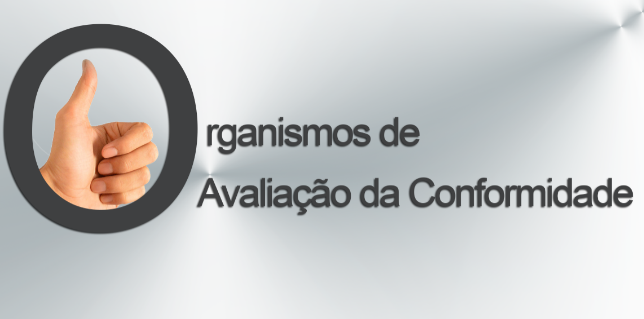 Organismos de
Avaliação da Conformidade